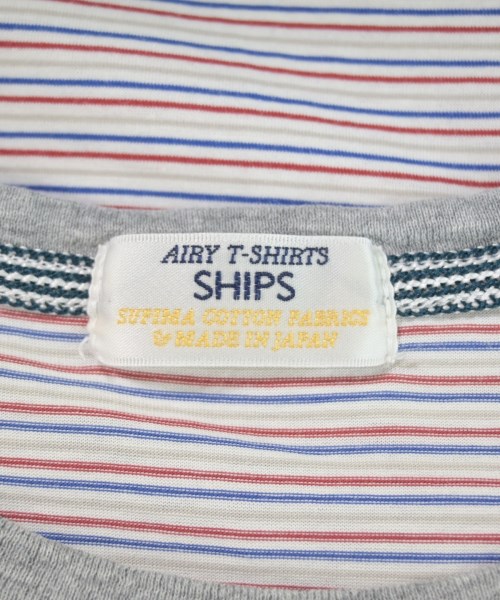 AIRY T-SHIRTS
SHIPS
SUPIMA COTTON FABRICS
& MADE IN JAPAN